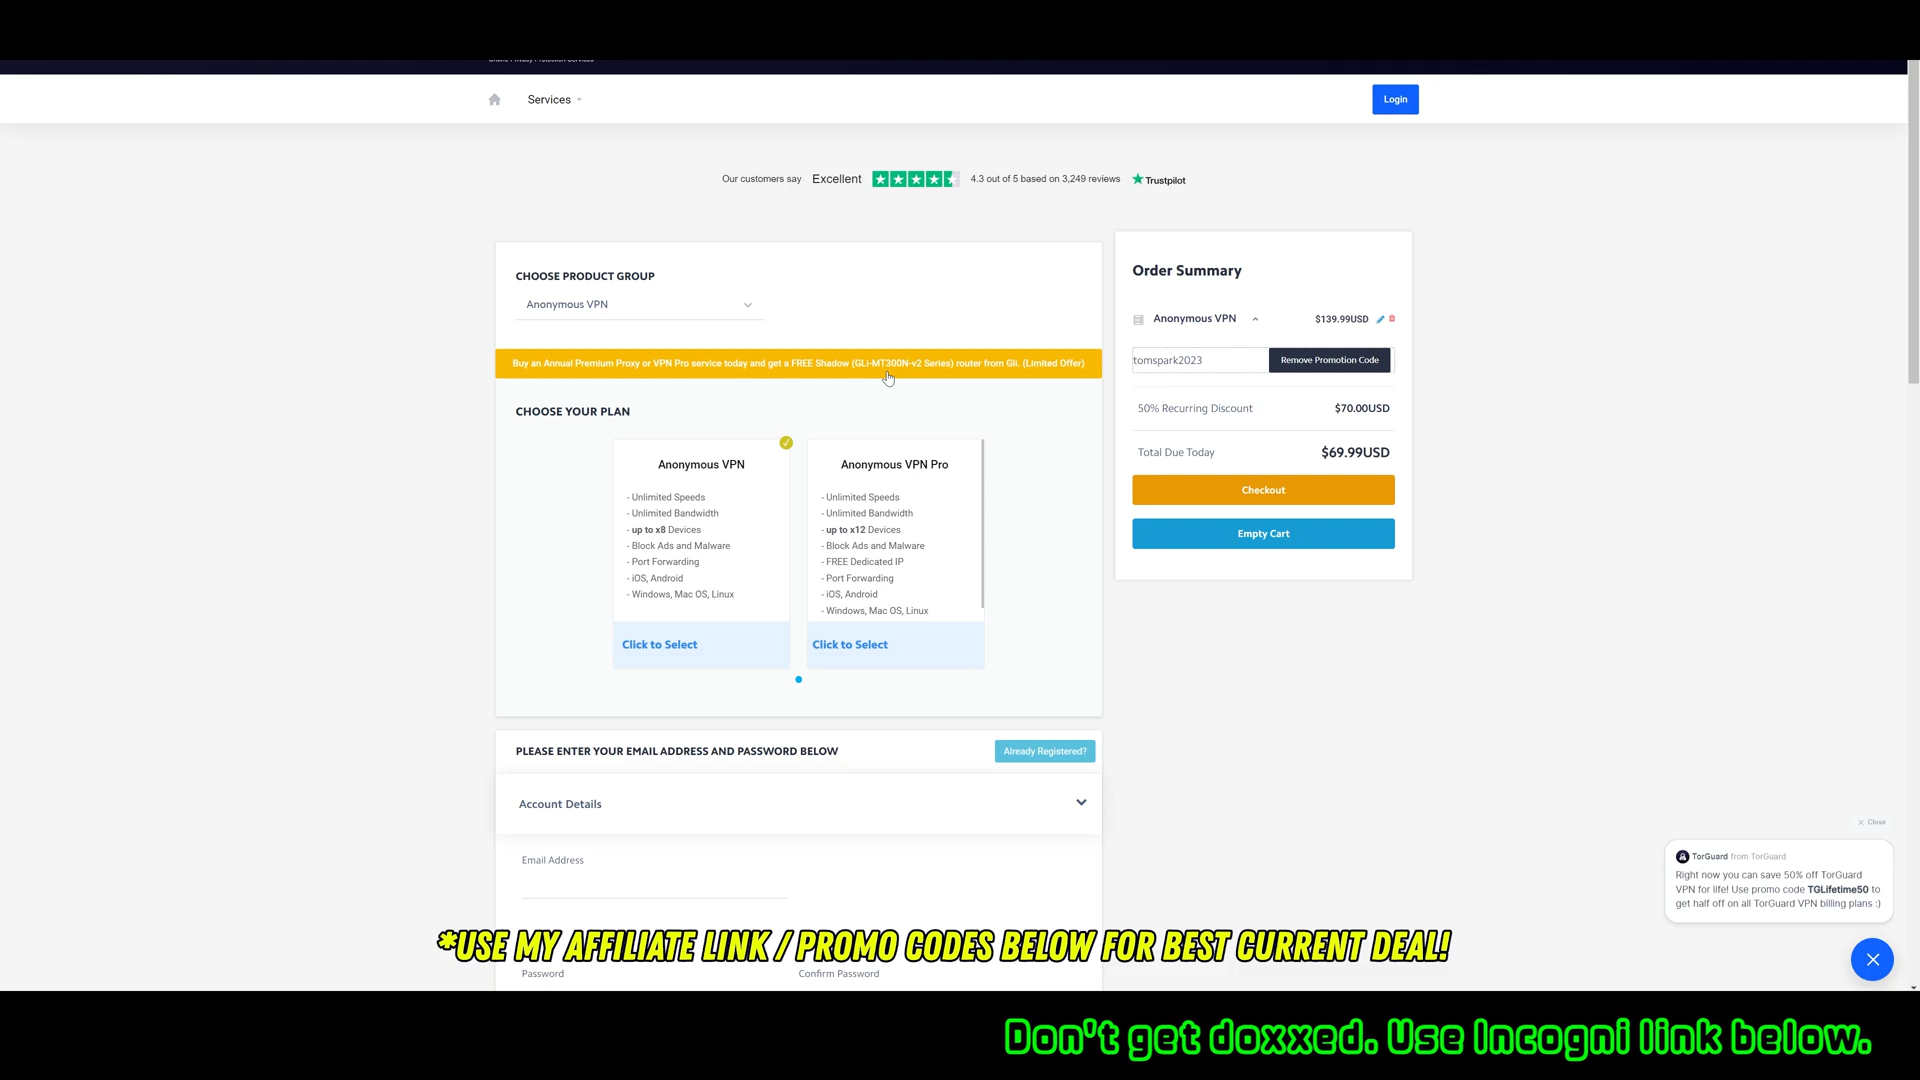 Online Privacy Protection Services
Services
Login
Our customers say Excellent 4.3 out of 5 based on 3,249 reviews Trustpilot
CHOOSE PRODUCT GROUP
Anonymous VPN
Buy an Annual Premium Proxy or VPN Pro service today and get a FREE Shadow (GLi-MT300N-v2 Series) router from Gli. (Limited Offer)
CHOOSE YOUR PLAN
Anonymous VPN
- Unlimited Speeds
- Unlimited Bandwidth
- up to x8 Devices
- Block Ads and Malware
- Port Forwarding
- iOS, Android
- Windows, Mac OS, Linux
Click to Select
Anonymous VPN Pro
- Unlimited Speeds
- Unlimited Bandwidth
- up to x12 Devices
- Block Ads and Malware
- FREE Dedicated IP
- Port Forwarding
- iOS, Android
- Windows, Mac OS, Linux
Click to Select
Order Summary
Anonymous VPN $139.99USD
tomspark2023 Remove Promotion Code
50% Recurring Discount $70.00USD
Total Due Today $69.99USD
Checkout
Empty Cart
PLEASE ENTER YOUR EMAIL ADDRESS AND PASSWORD BELOW
Already Registered?
Account Details
Email Address
Password
Confirm Password
Close
TorGuard from TorGuard
Right now you can save 50% off TorGuard
VPN for life! Use promo code TGLifetime50 to
get half off on all TorGuard VPN billing plans :)
*USE MY AFFILIATE LINK / PROMO CODES BELOW FOR BEST CURRENT DEAL!
Don't get doxxed. Use Incogni link below.